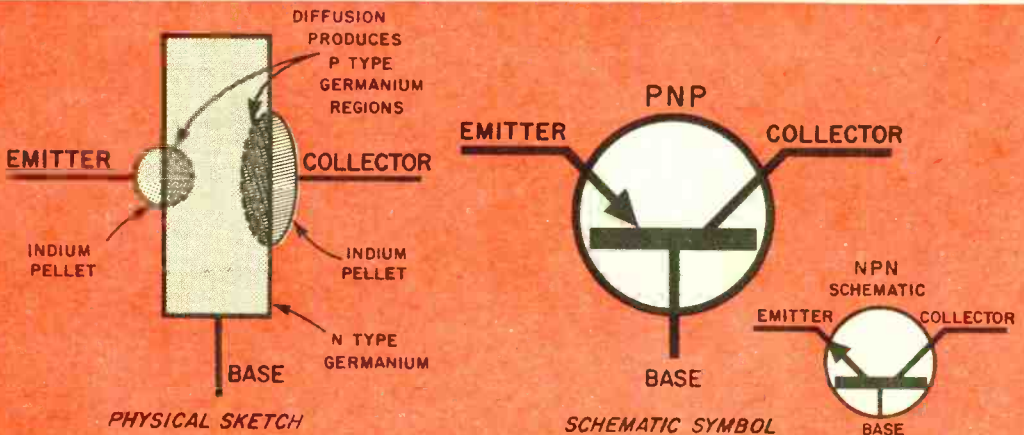 DIFFUSION
PRODUCES
P TYPE
GERMANIUM
REGIONS
EMITTER
COLLECTOR
INDIUM
PELLET
INDIUM
PELLET
N TYPE
GERMANIUM
BASE
PHYSICAL SKETCH
PNP
EMITTER
COLLECTOR
BASE
SCHEMATIC SYMBOL
NPN
SCHEMATIC
EMITTER
COLLECTOR
BASE